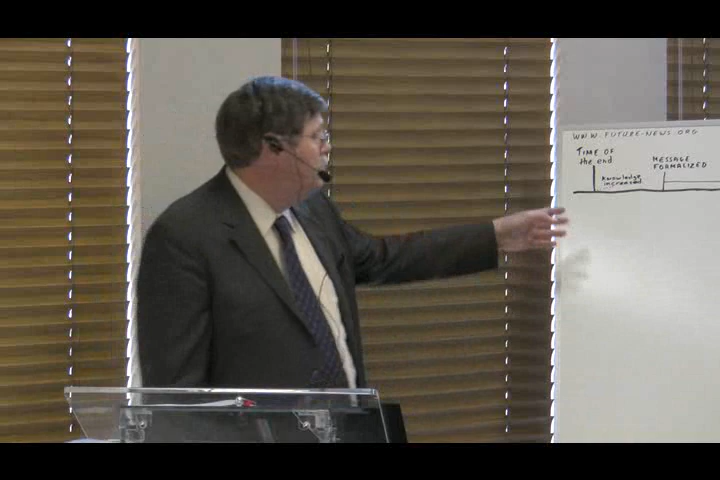 WWW.FUTURE-NEWS.ORG
TIME OF
the end
MESSAGE
FORMALIZED
Knowledge
increased